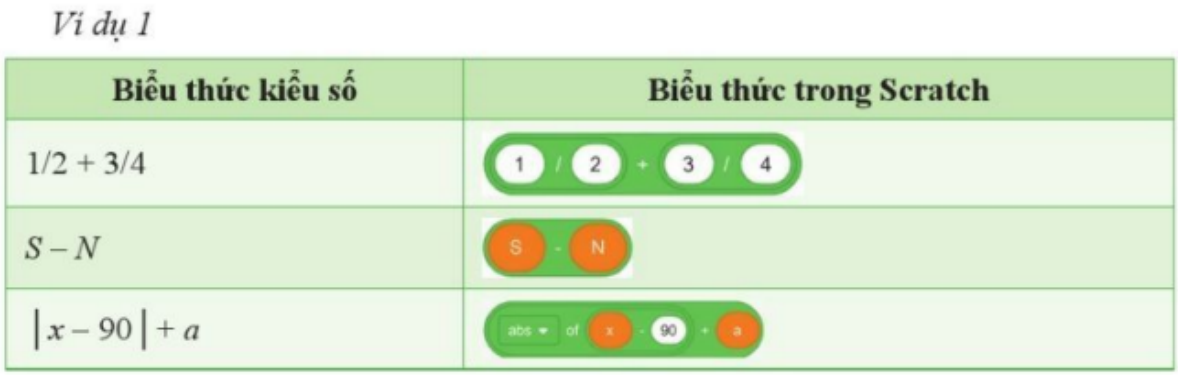 Ví dụ 1
Biểu thức kiểu số Biểu thức trong Scratch
1/2 + 3/4 1 / 2 + 3 / 4
S – N S - N
|x – 90| + a abs of x - 90 + a